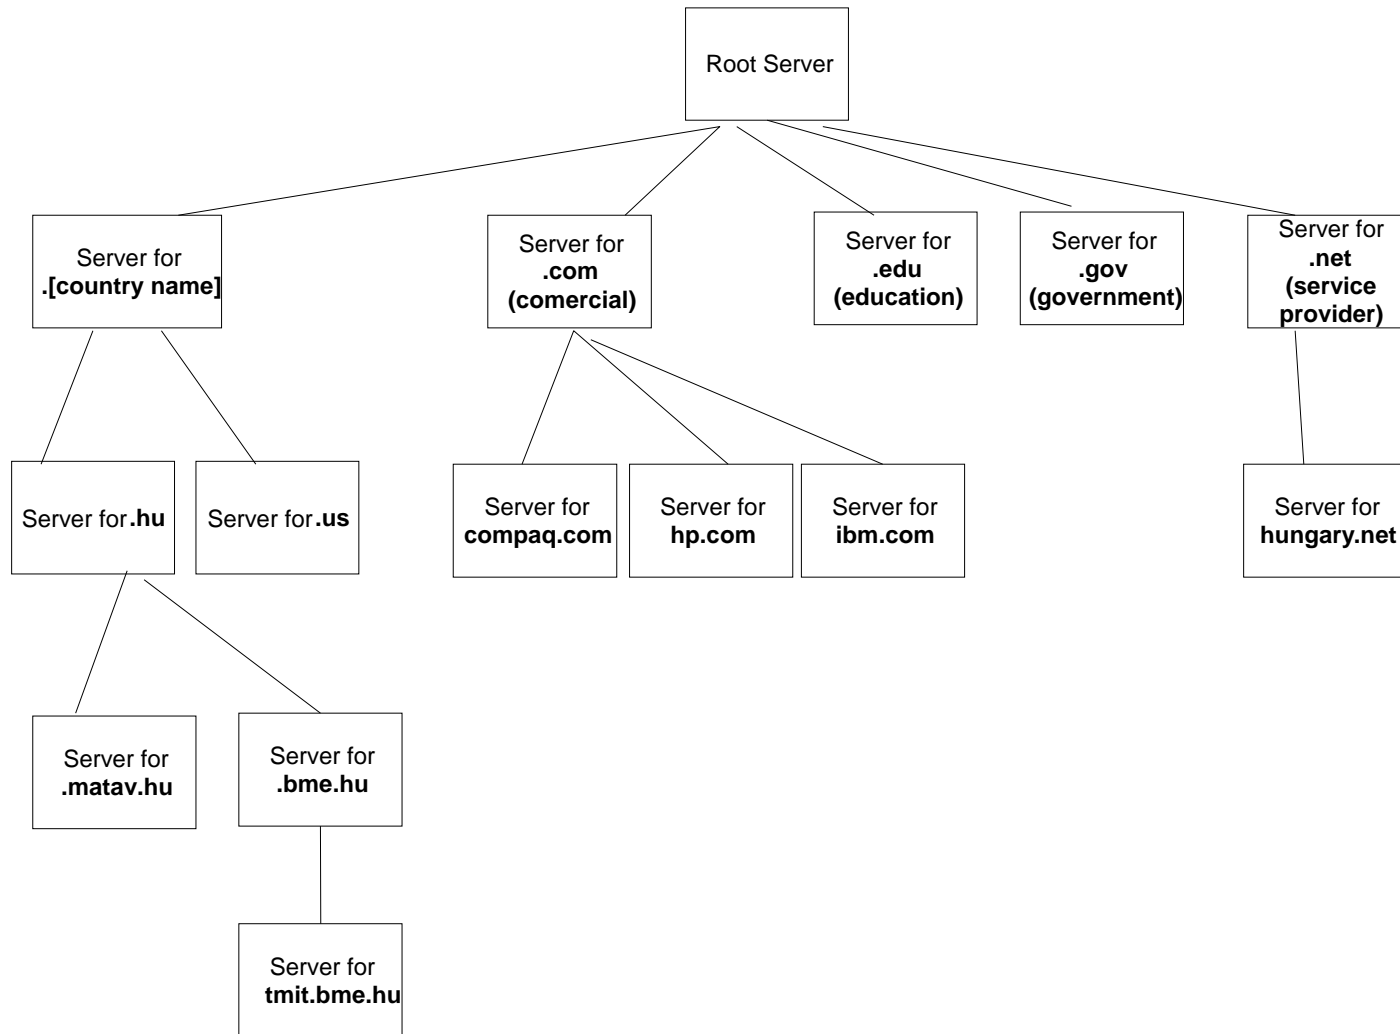 Root Server
Server for
.[country name]
Server for
.com
(comercial)
Server for
.edu
(education)
Server for
.gov
(government)
Server for
.net
(service
provider)
Server for .hu
Server for .us
Server for
compaq.com
Server for
hp.com
Server for
ibm.com
Server for
hungary.net
Server for
.matav.hu
Server for
.bme.hu
Server for
tmit.bme.hu